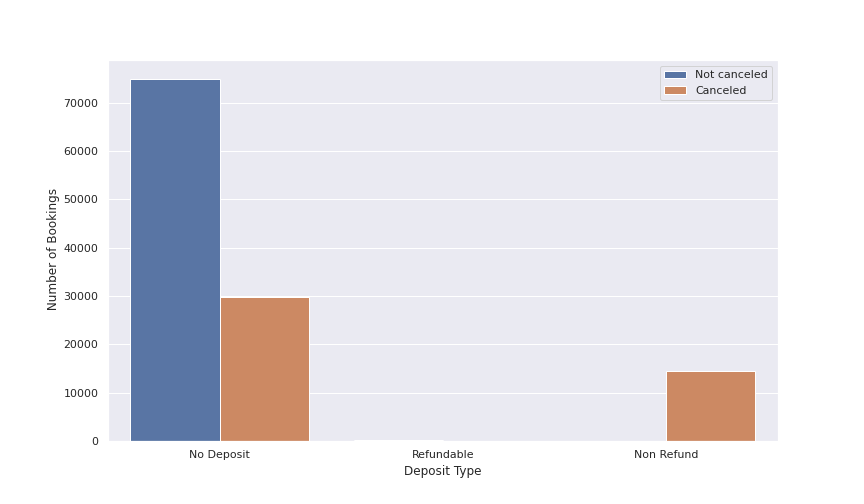 Not canceled
Canceled
Number of Bookings
70000
60000
50000
40000
30000
20000
10000
0
No Deposit Refundable Non Refund
Deposit Type